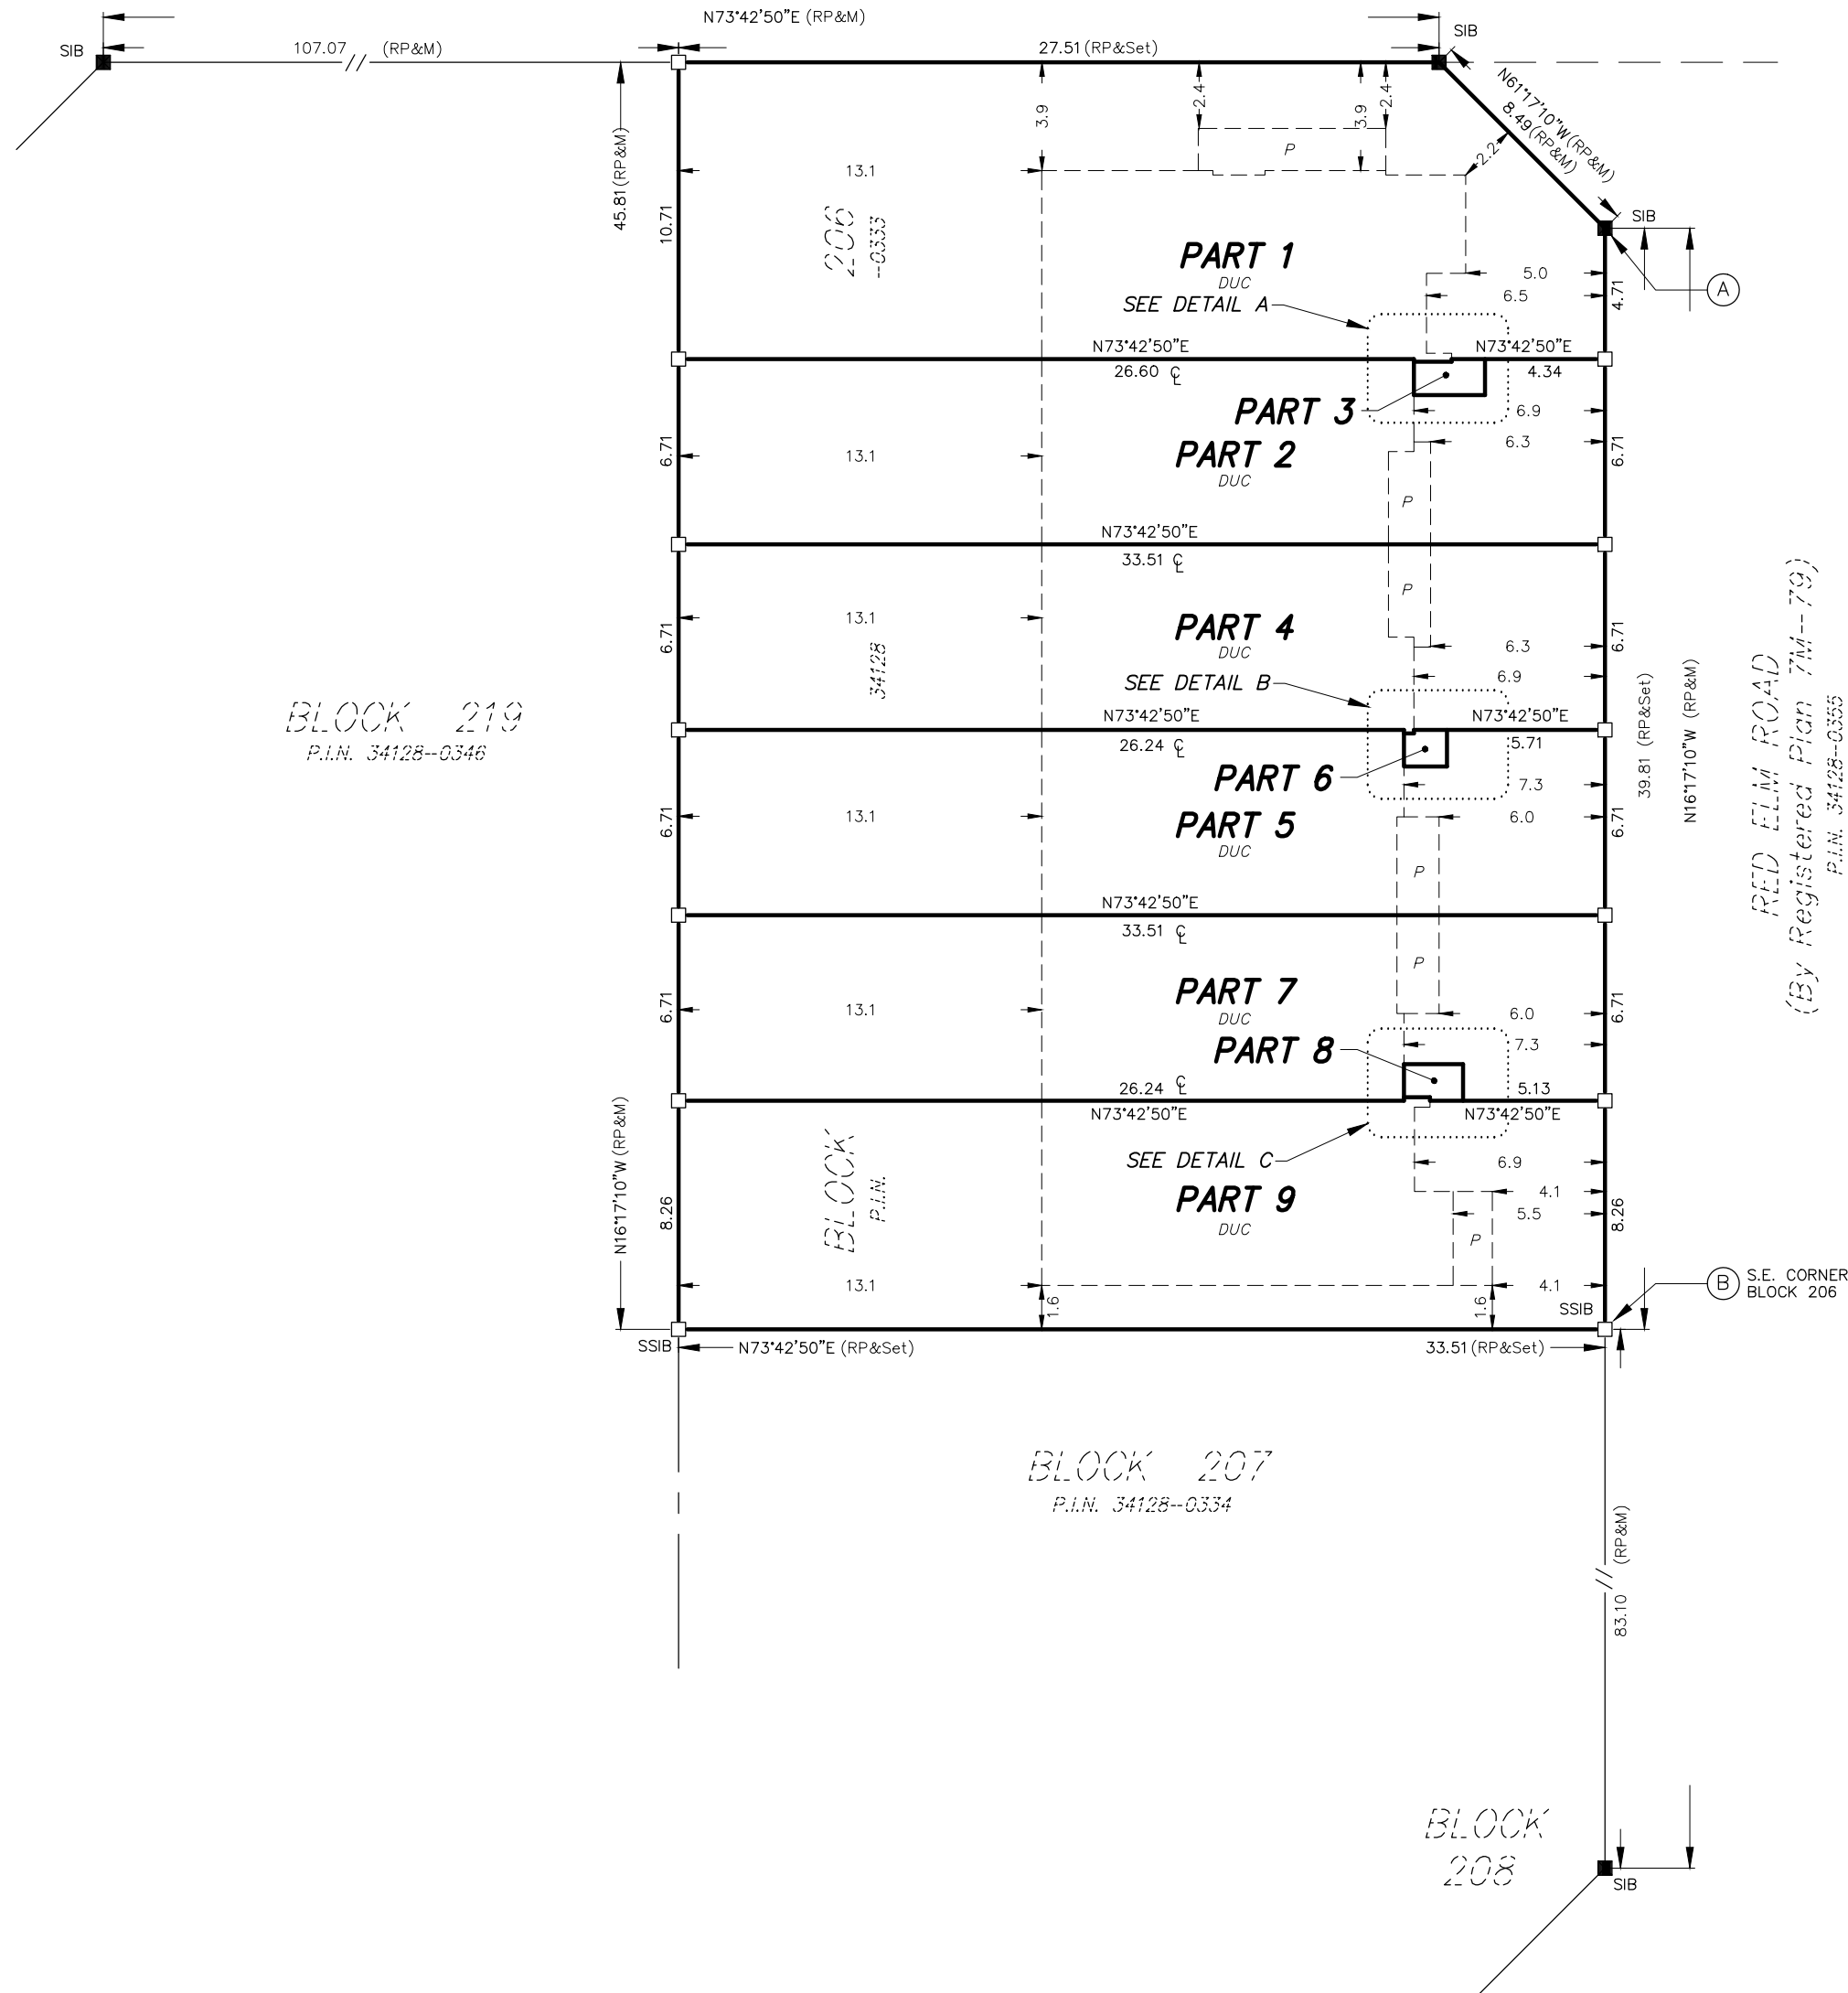 N73°42'50"E (RP&M)
SIB
107.07 (RP&M)
27.51 (RP&Set)
SIB
N61°17'10"W (RP&M)
8.49 (RP&M)
2.4
2.4
3.9
3.9
P
2.2
SIB
45.81 (RP&M)
10.71
13.1
206
--0333
PART 1
DUC
SEE DETAIL A
5.0
6.5
4.71
A
N73°42'50"E
26.60 ℄
N73°42'50"E
4.34
PART 3
6.9
6.71
13.1
PART 2
DUC
6.3
6.71
P
N73°42'50"E
33.51 ℄
P
6.71
13.1
34128
PART 4
DUC
6.3
6.9
6.71
SEE DETAIL B
BLOCK 219
P.I.N. 34128--0346
N73°42'50"E
26.24 ℄
N73°42'50"E
5.71
PART 6
7.3
39.81 (RP&Set)
N16°17'10"W (RP&M)
RED ELM ROAD
(By Registered Plan 7M--79)
P.I.N. 34128--0355
6.71
13.1
PART 5
DUC
6.0
6.71
P
N73°42'50"E
33.51 ℄
P
6.71
13.1
PART 7
DUC
6.0
6.71
7.3
PART 8
26.24 ℄
N73°42'50"E
5.13
N73°42'50"E
SEE DETAIL C
N16°17'10"W (RP&M)
8.26
BLOCK
P.I.N.
PART 9
DUC
6.9
4.1
5.5
8.26
P
13.1
1.6
1.6
4.1
SSIB
B
S.E. CORNER
BLOCK 206
SSIB
N73°42'50"E (RP&Set)
33.51 (RP&Set)
BLOCK 207
P.I.N. 34128--0334
83.10 (RP&M)
BLOCK
208
SIB